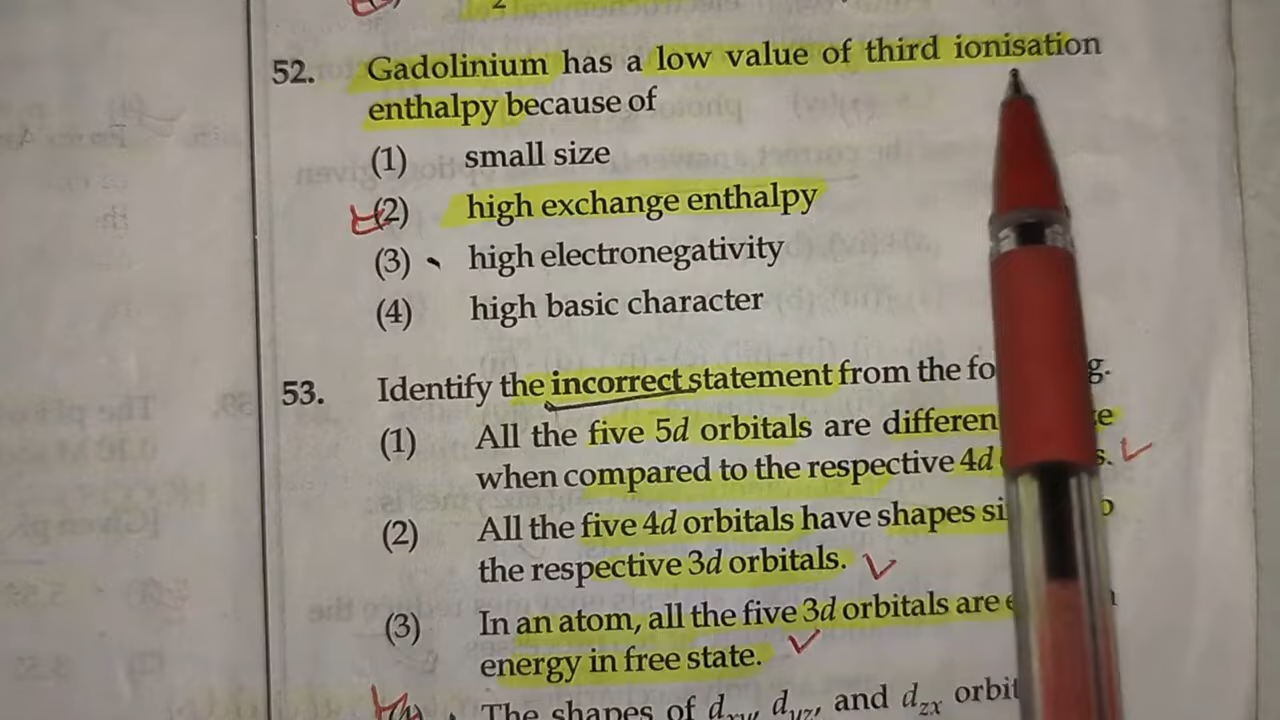 52. Gadolinium has a low value of third ionisation
enthalpy because of
(1) small size
(2) high exchange enthalpy
(3) high electronegativity
(4) high basic character
53. Identify the incorrect statement from the fo g.
(1) All the five 5d orbitals are differen e
when compared to the respective 4d s.
(2) All the five 4d orbitals have shapes si o
the respective 3d orbitals.
(3) In an atom, all the five 3d orbitals are e n
energy in free state.
The shapes of dxy, dyz, and dzx orbit